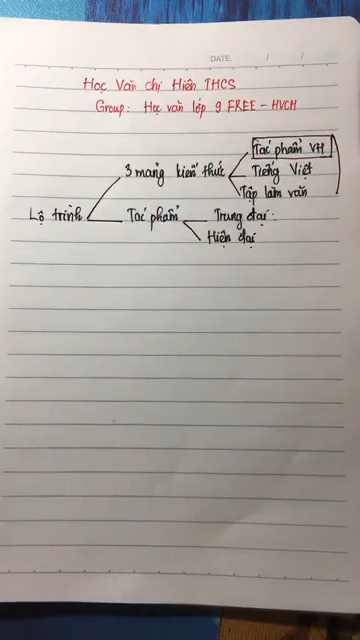 DATE. / /
Học Văn chị Hiên THCS
Group: Học văn lớp 9 FREE - HVCH
Tác phẩm VH
3 mảng kiến thức
Tiếng Việt
Tập làm văn
Lộ trình
Tác phẩm
Trung đại:
Hiện đại